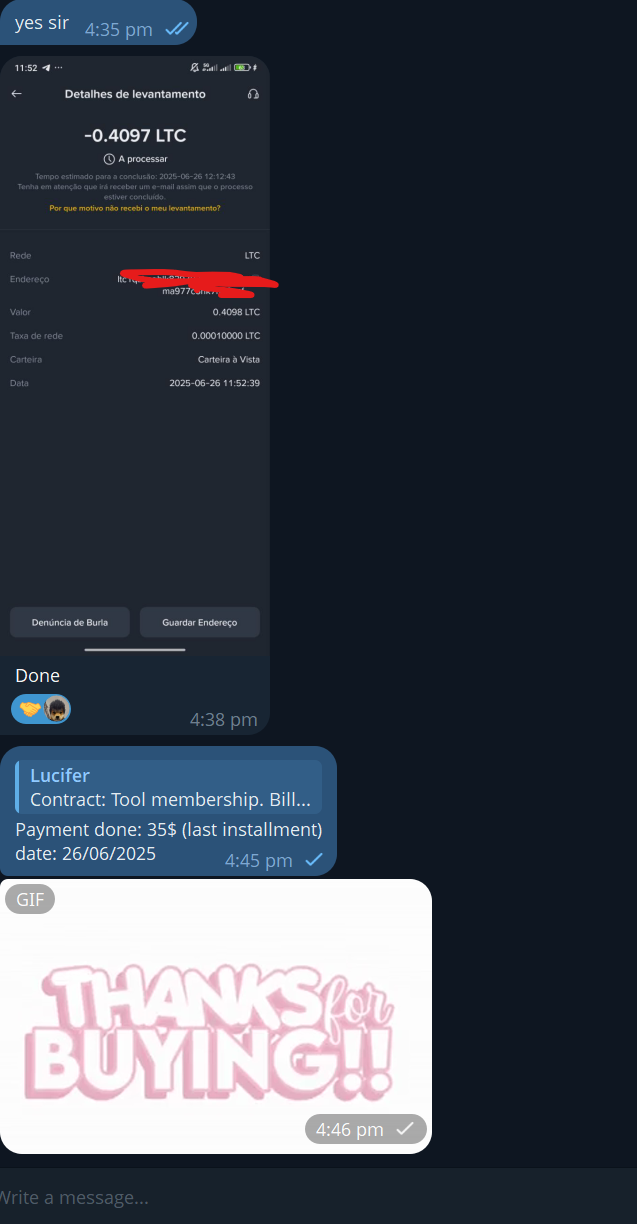 yes sir 4:35 pm
11:52
Detalhes de levantamento
-0.4097 LTC
A processar
Tempo estimado para a conclusão: 2025-06-26 12:12:43
Tenha em atenção que irá receber um e-mail assim que o processo
estiver concluído.
Por que motivo não recebi o meu levantamento?
Rede LTC
Endereço
Valor 0.4098 LTC
Taxa de rede 0.00010000 LTC
Carteira Carteira à Vista
Data 2025-06-26 11:52:39
Denúncia de Burla Guardar Endereço
Done
4:38 pm
Lucifer
Contract: Tool membership. Bill...
Payment done: 35$ (last installment)
date: 26/06/2025 4:45 pm
GIF
THANKS for
BUYING!!
4:46 pm
Write a message...